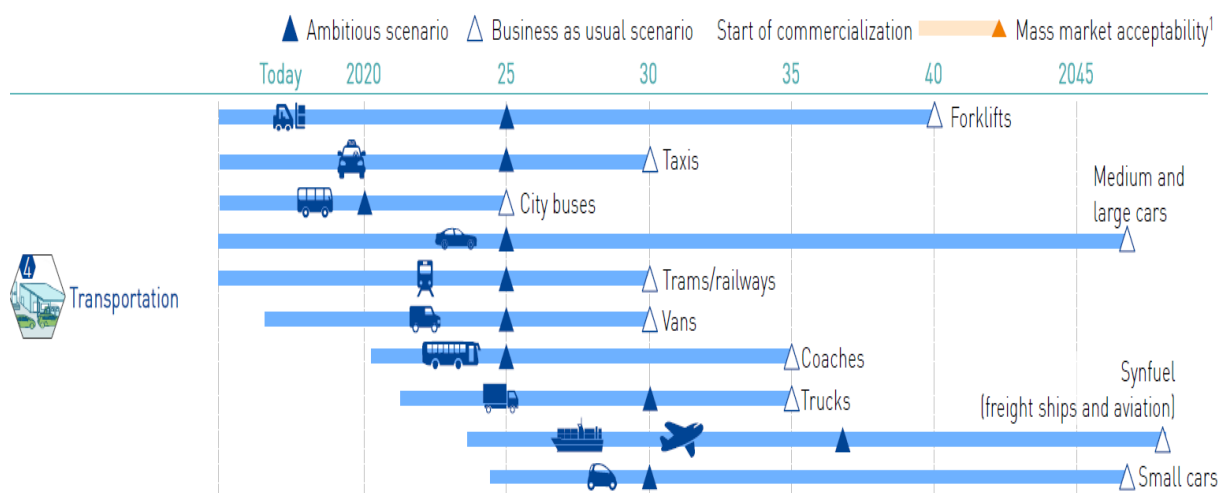 Ambitious scenario Business as usual scenario Start of commercialization Mass market acceptability1
Today 2020 25 30 35 40 2045
Forklifts
Taxis
Medium and
large cars
City buses
4
Transportation
Trams/railways
Vans
Coaches
Synfuel
(freight ships and aviation)
Trucks
Small cars